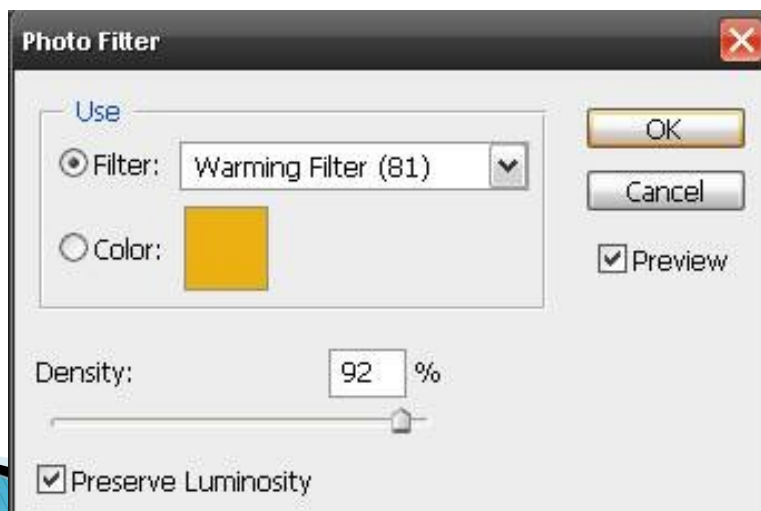 Photo Filter
Use
Filter: Warming Filter (81)
Color:
OK
Cancel
Preview
Density: 92 %
Preserve Luminosity